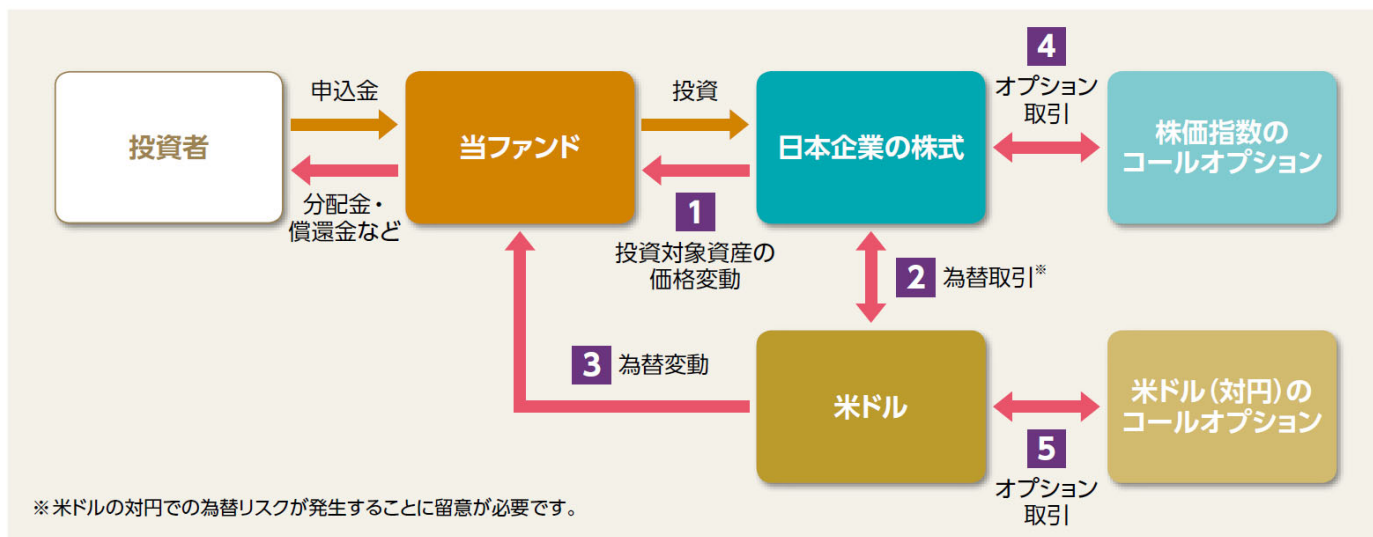 投資者
申込金
分配金・
償還金など
当ファンド
投資
1
投資対象資産の
価格変動
日本企業の株式
4
オプション
取引
株価指数の
コールオプション
2 為替取引※
3 為替変動
米ドル
5
オプション
取引
米ドル(対円)の
コールオプション
※米ドルの対円での為替リスクが発生することに留意が必要です。